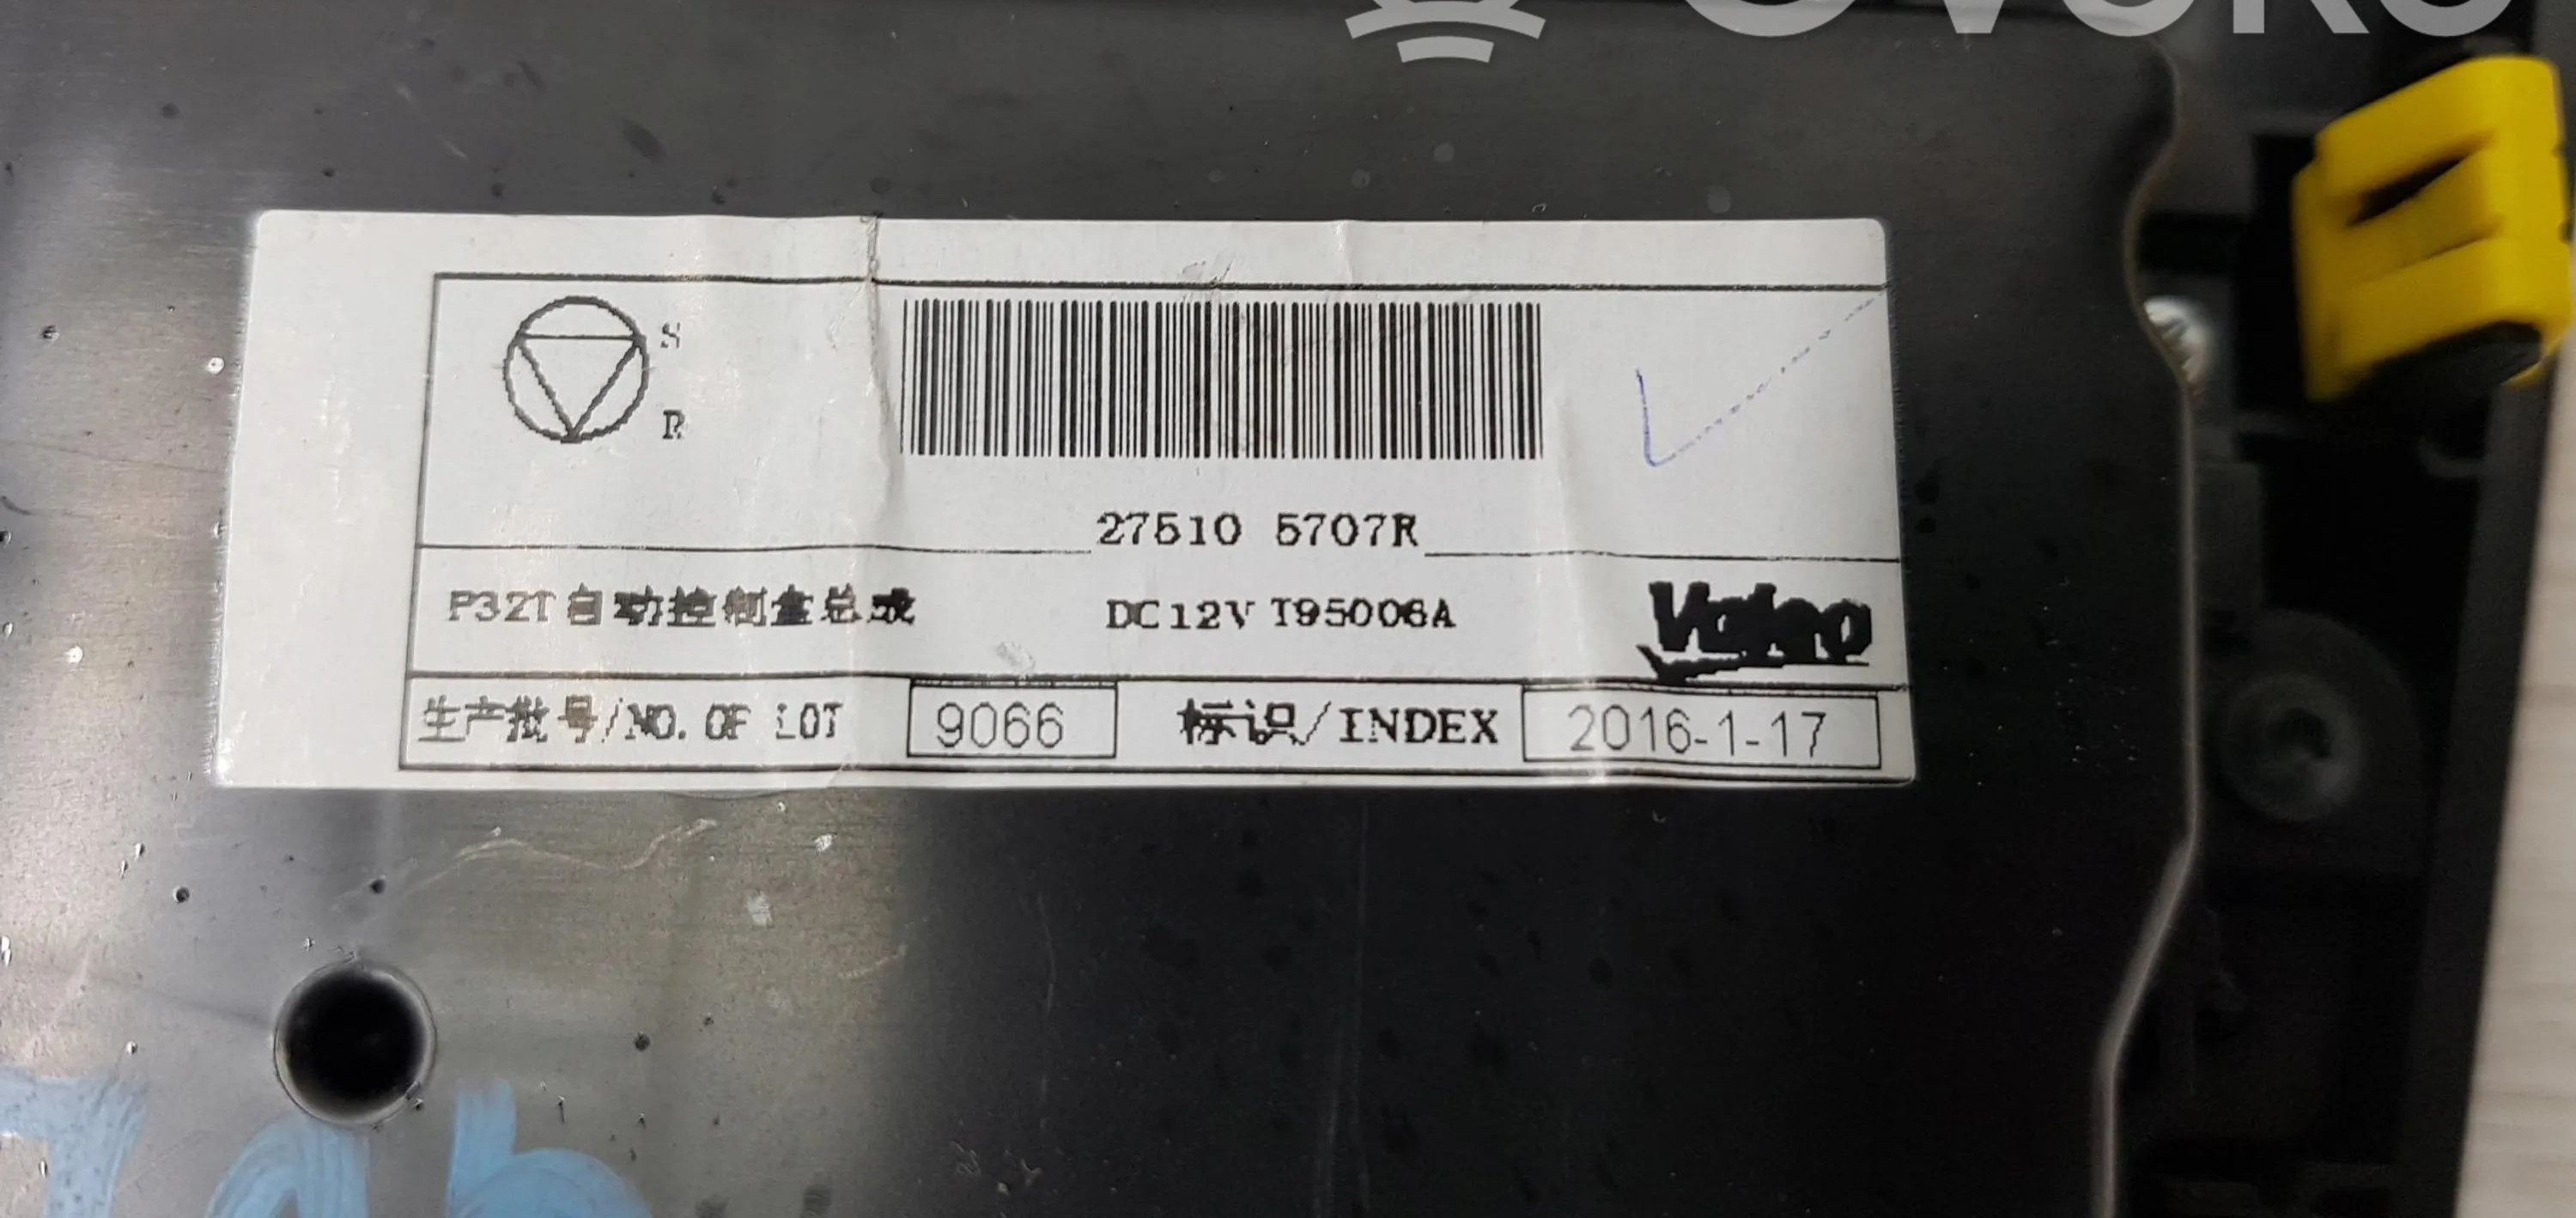 OVOKO
S
R
27510 5707R
P32T自动控制盒总成 DC12V T95006A Valeo
生产批号/NO. OF LOT 9066 标识/INDEX 2016-1-17